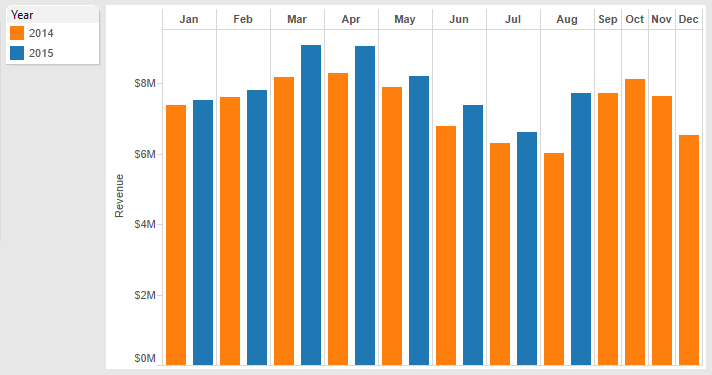 Year
2014
2015
Jan Feb Mar Apr May Jun Jul Aug Sep Oct Nov Dec
Revenue
$8M
$6M
$4M
$2M
$0M